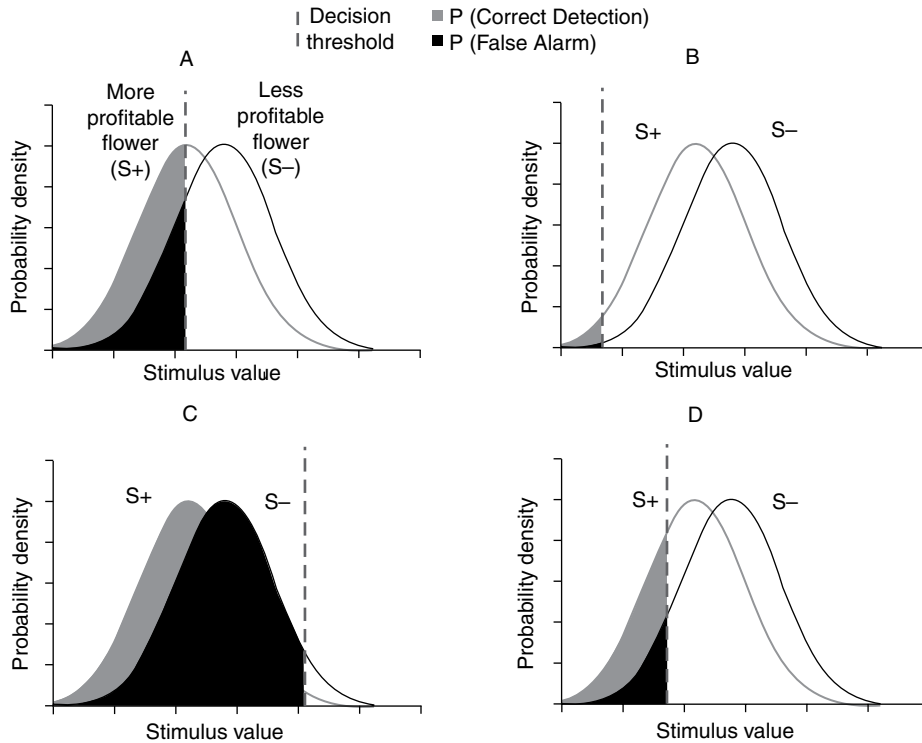 Decision threshold
P (Correct Detection)
P (False Alarm)
A
More profitable flower (S+)
Less profitable flower (S–)
Probability density
Stimulus value
B
S+
S–
Probability density
Stimulus value
C
S+
S–
Probability density
Stimulus value
D
S+
S–
Probability density
Stimulus value